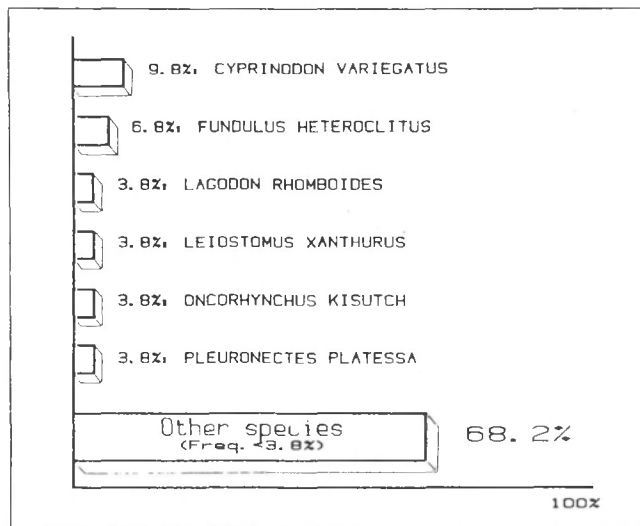 9.8%: CYPRINODON VARIEGATUS
6.8%: FUNDULUS HETEROCLITUS
3.8%: LAGODON RHOMBOIDES
3.8%: LEIOSTOMUS XANTHURUS
3.8%: ONCORHYNCHUS KISUTCH
3.8%: PLEURONECTES PLATESSA
Other species
(Freq. <3.8%)
68.2%
100%